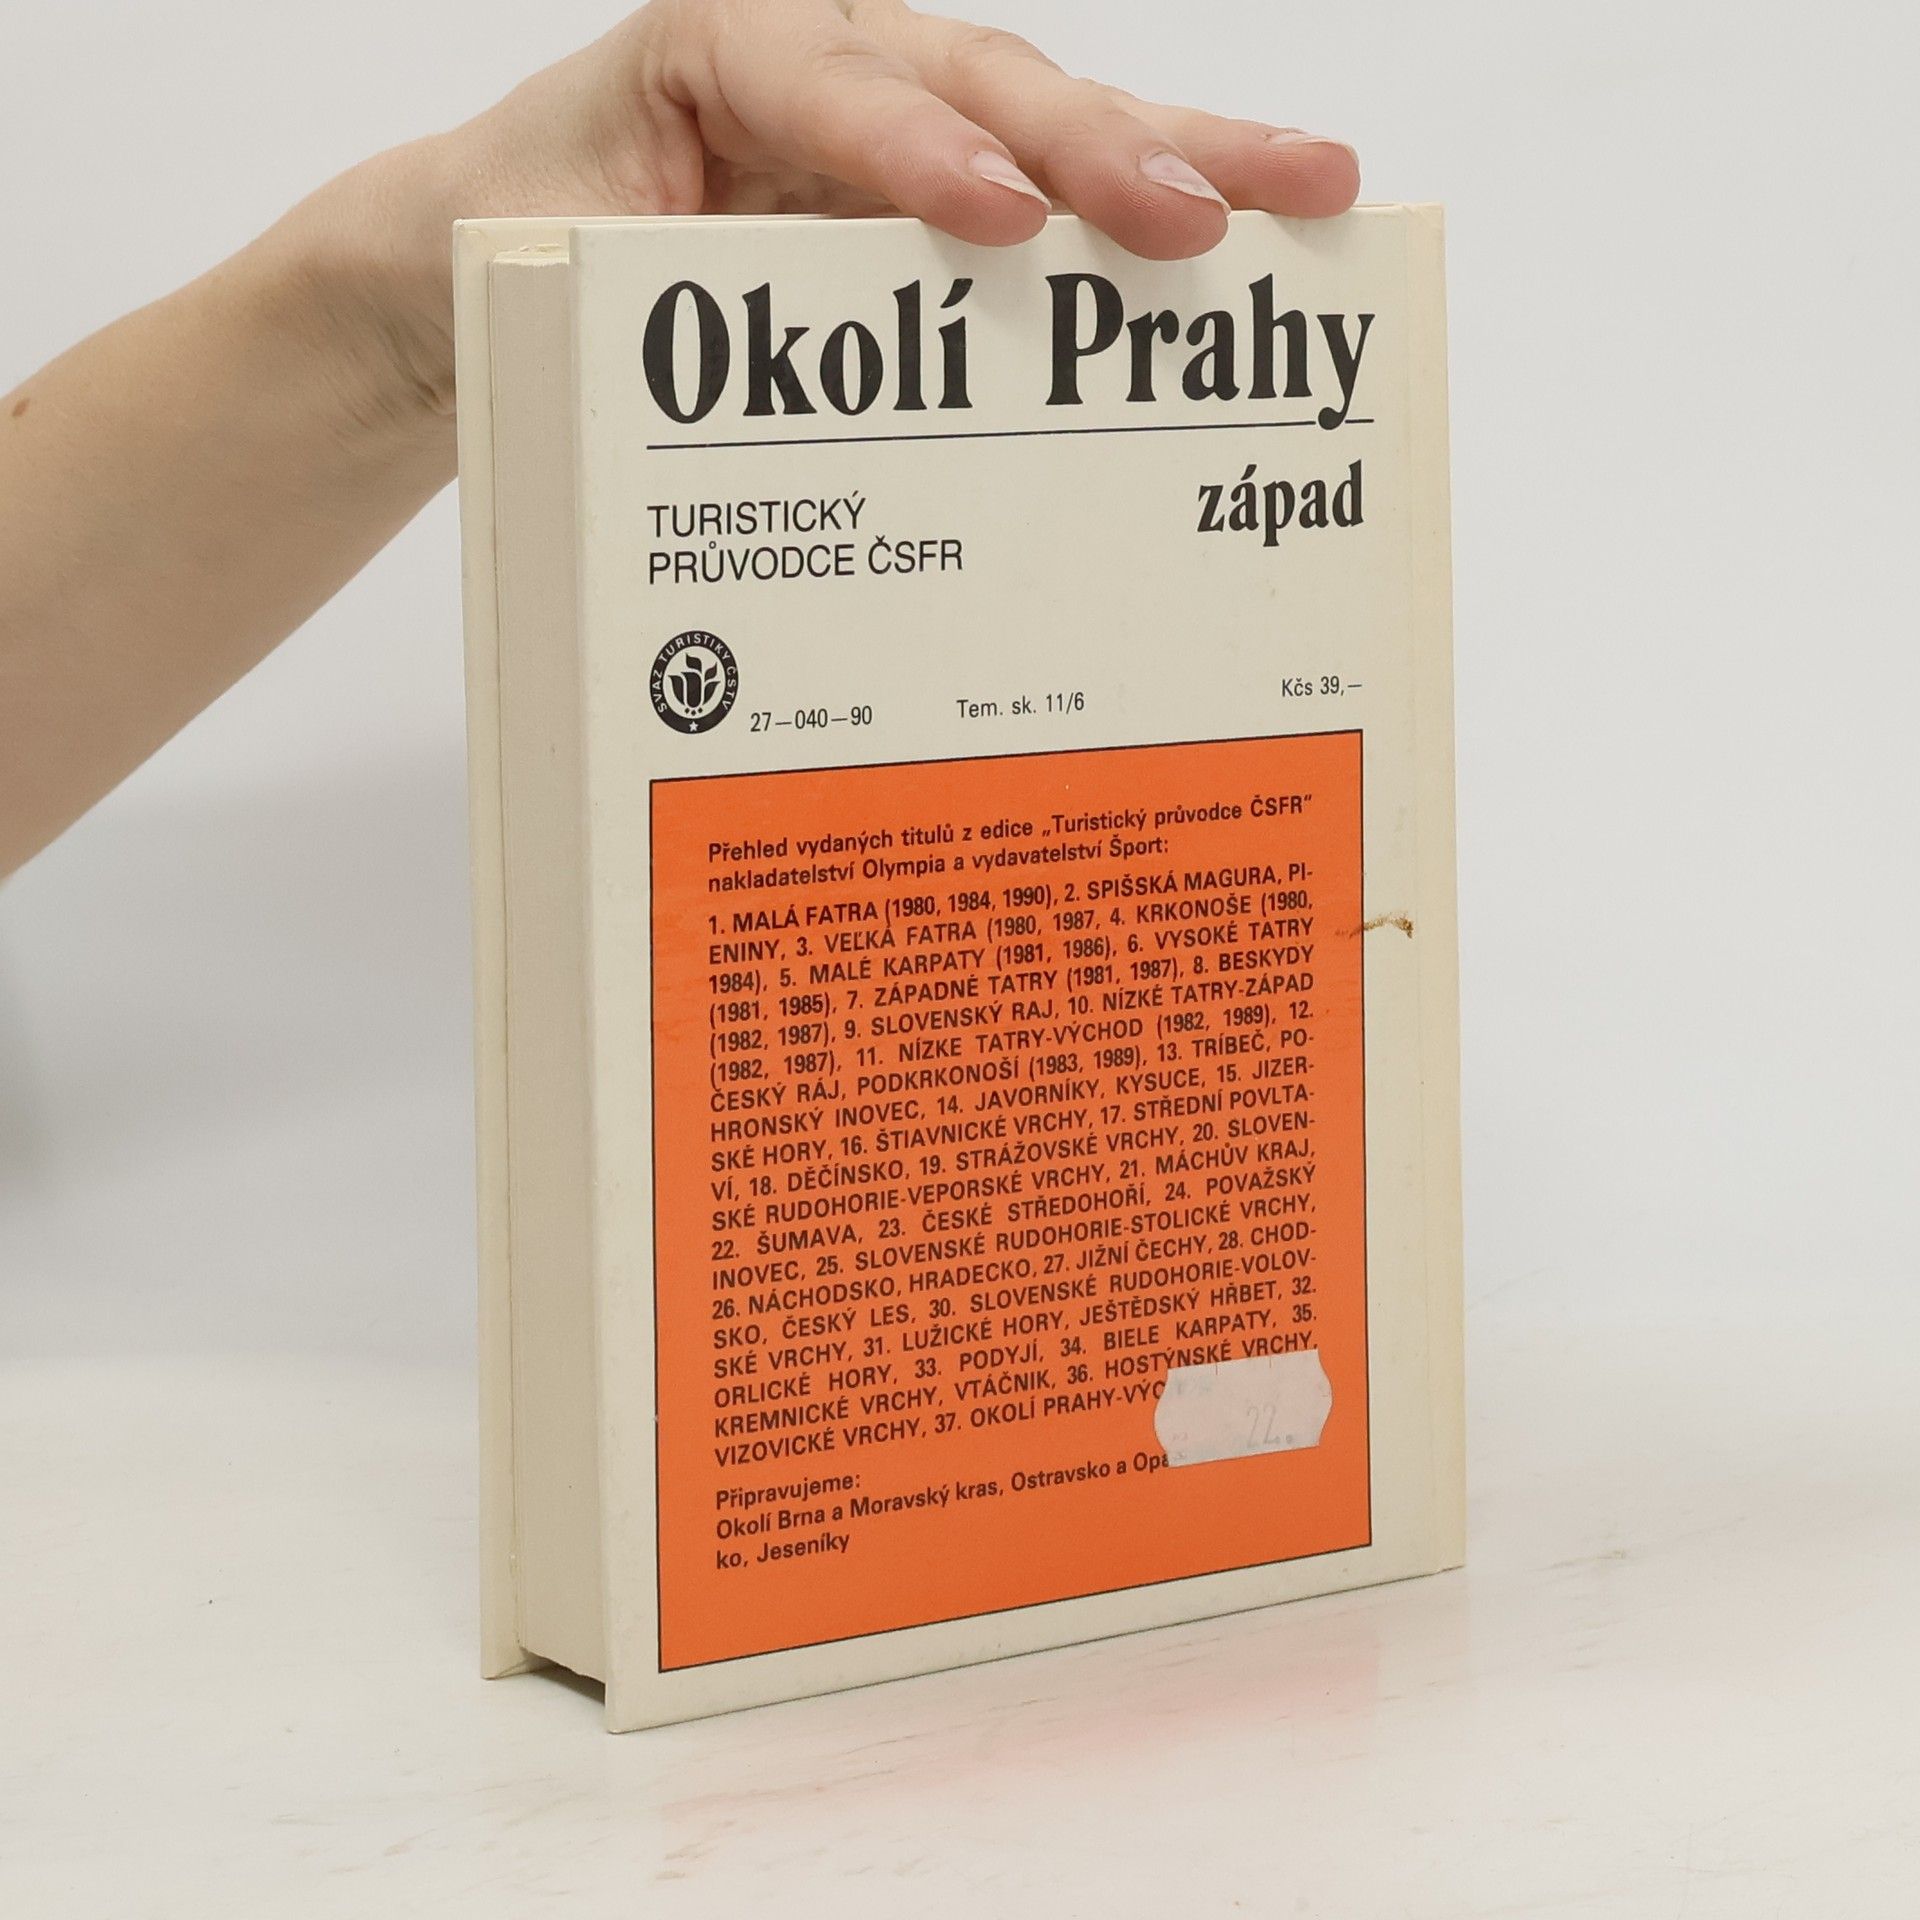 Okolí Prahy
západ
TURISTICKÝ
PRŮVODCE ČSFR
SVAZ TURISTIKY ČSTV
27—040—90 Tem. sk. 11/6 Kčs 39,—
Přehled vydaných titulů z edice „Turistický průvodce ČSFR“
nakladatelství Olympia a vydavatelství Šport:
1. MALÁ FATRA (1980, 1984, 1990), 2. SPIŠSKÁ MAGURA, PI-
ENINY, 3. VEĽKÁ FATRA (1980, 1987, 4. KRKONOŠE (1980,
1984), 5. MALÉ KARPATY (1981, 1986), 6. VYSOKÉ TATRY
(1981, 1985), 7. ZÁPADNÉ TATRY (1981, 1987), 8. BESKYDY
(1982, 1987), 9. SLOVENSKÝ RAJ, 10. NÍZKÉ TATRY-ZÁPAD
(1982, 1987), 11. NÍZKE TATRY-VÝCHOD (1982, 1989), 12.
ČESKÝ RÁJ, PODKRKONOŠÍ (1983, 1989), 13. TRÍBEČ, PO-
HRONSKÝ INOVEC, 14. JAVORNÍKY, KYSUCE, 15. JIZER-
SKÉ HORY, 16. ŠTIAVNICKÉ VRCHY, 17. STŘEDNÍ POVLTA-
VÍ, 18. DĚČÍNSKO, 19. STRÁŽOVSKÉ VRCHY, 20. SLOVEN-
SKÉ RUDOHORIE-VEPORSKÉ VRCHY, 21. MÁCHŮV KRAJ,
22. ŠUMAVA, 23. ČESKÉ STŘEDOHOŘÍ, 24. POVAŽSKÝ
INOVEC, 25. SLOVENSKÉ RUDOHORIE-STOLICKÉ VRCHY,
26. NÁCHODSKO, HRADECKO, 27. JIŽNÍ ČECHY, 28. CHOD-
SKO, ČESKÝ LES, 30. SLOVENSKÉ RUDOHORIE-VOLOV-
SKÉ VRCHY, 31. LUŽICKÉ HORY, JEŠTĚDSKÝ HŘBET, 32.
ORLICKÉ HORY, 33. PODYJÍ, 34. BIELE KARPATY, 35.
KREMNICKÉ VRCHY, VTÁČNIK, 36. HOSTÝNSKÉ VRCHY,
VIZOVICKÉ VRCHY, 37. OKOLÍ PRAHY-VÝC
22.
Připravujeme:
Okolí Brna a Moravský kras, Ostravsko a Opa
ko, Jeseníky